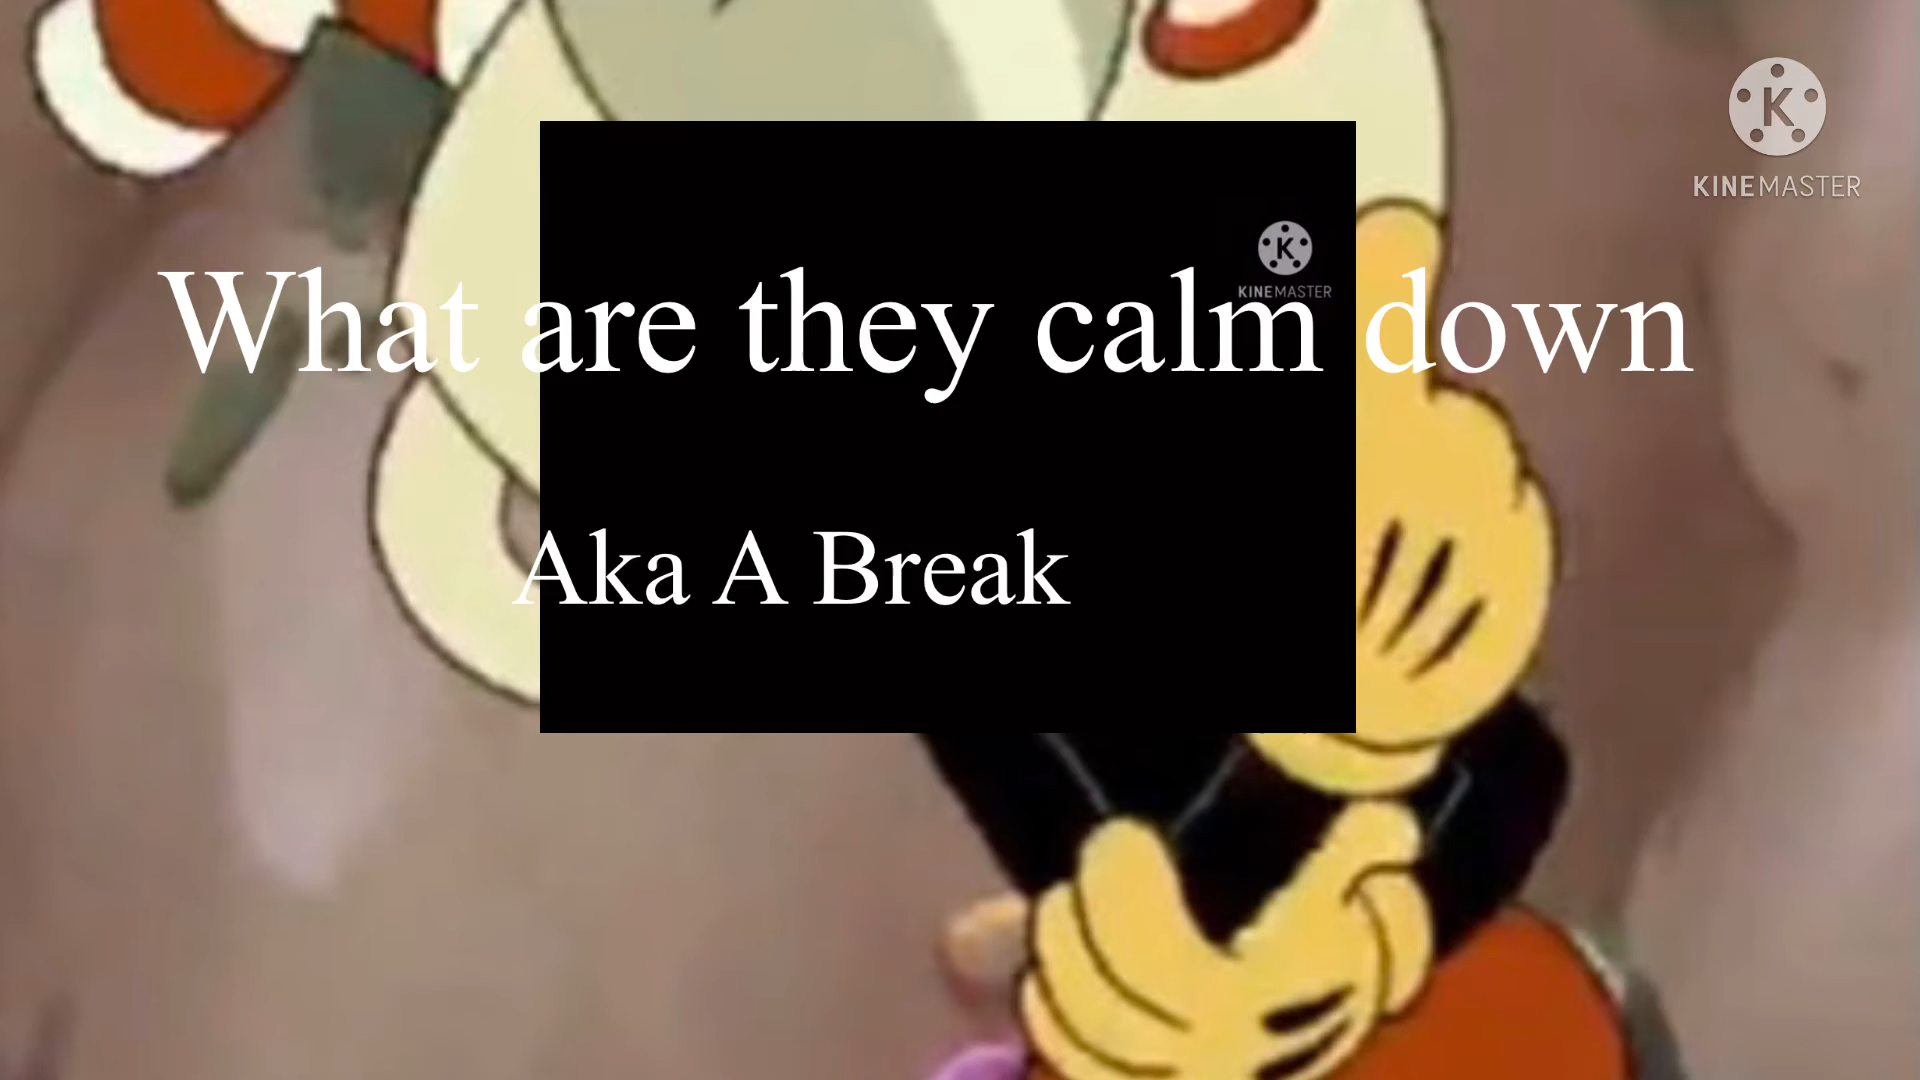 K
KINEMASTER
K
KINEMASTER
What are they calm down
Aka A Break